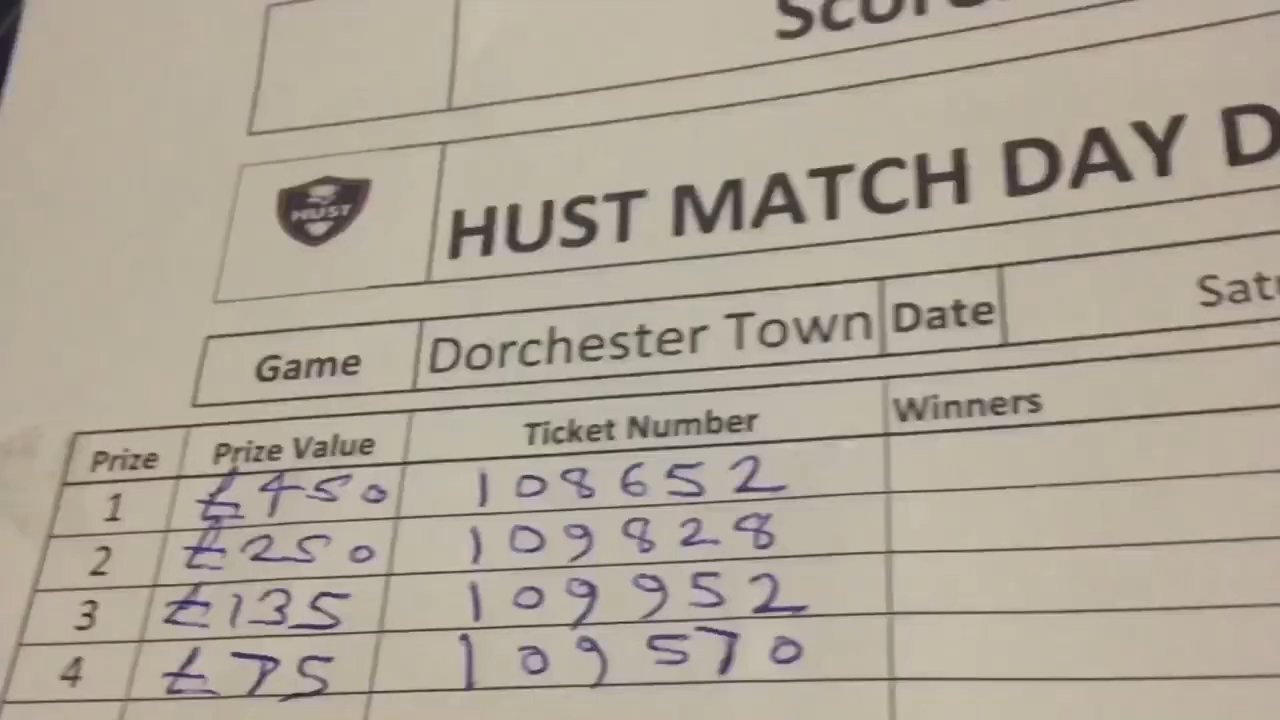 HUST
HUST MATCH DAY
Game Dorchester Town Date
Prize Prize Value Ticket Number Winners
1 £450 108652
2 £250 109828
3 £135 109952
4 £75 109570